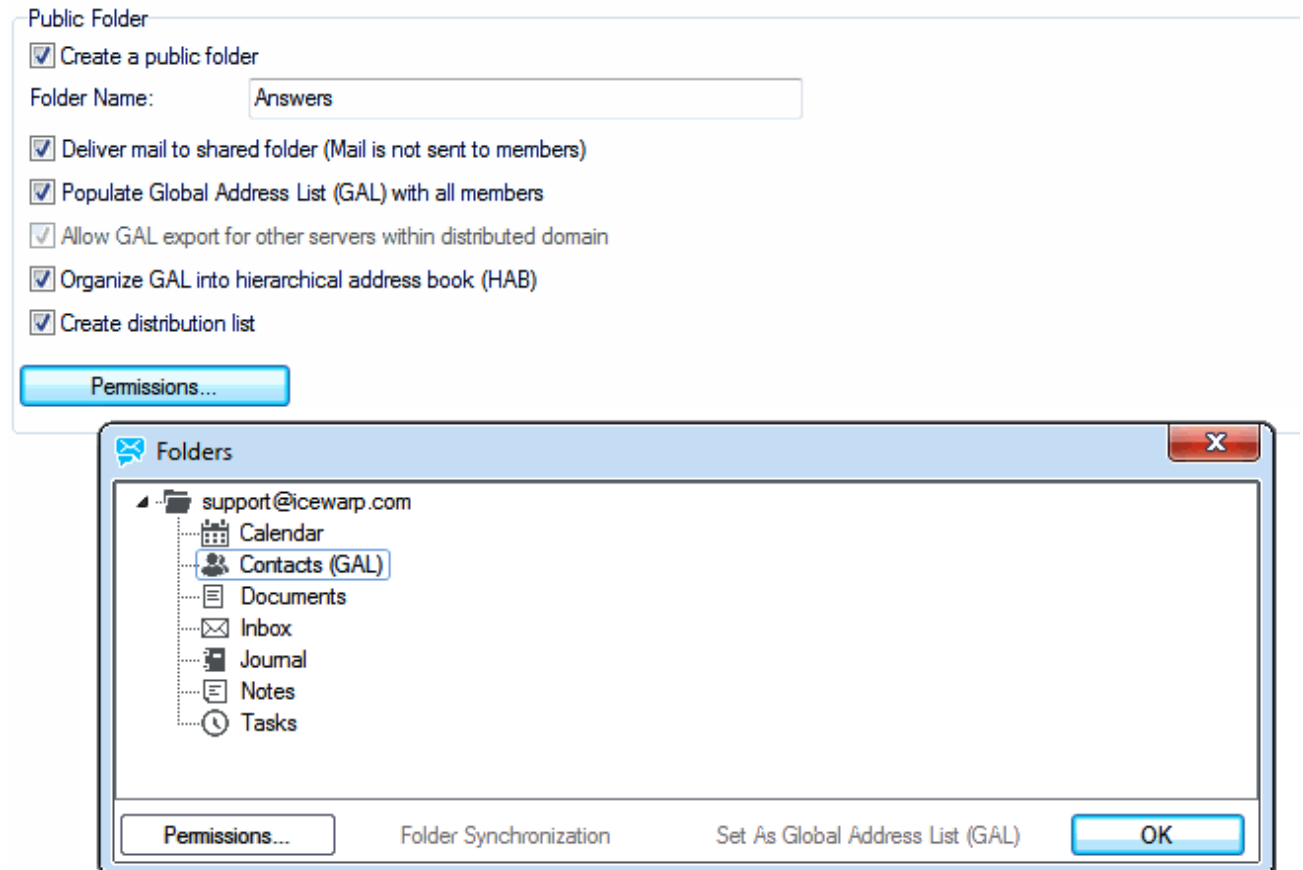 Public Folder
Create a public folder
Folder Name: Answers
Deliver mail to shared folder (Mail is not sent to members)
Populate Global Address List (GAL) with all members
Allow GAL export for other servers within distributed domain
Organize GAL into hierarchical address book (HAB)
Create distribution list
Permissions...
Folders
support@icewarp.com
Calendar
Contacts (GAL)
Documents
Inbox
Journal
Notes
Tasks
Permissions... Folder Synchronization Set As Global Address List (GAL) OK